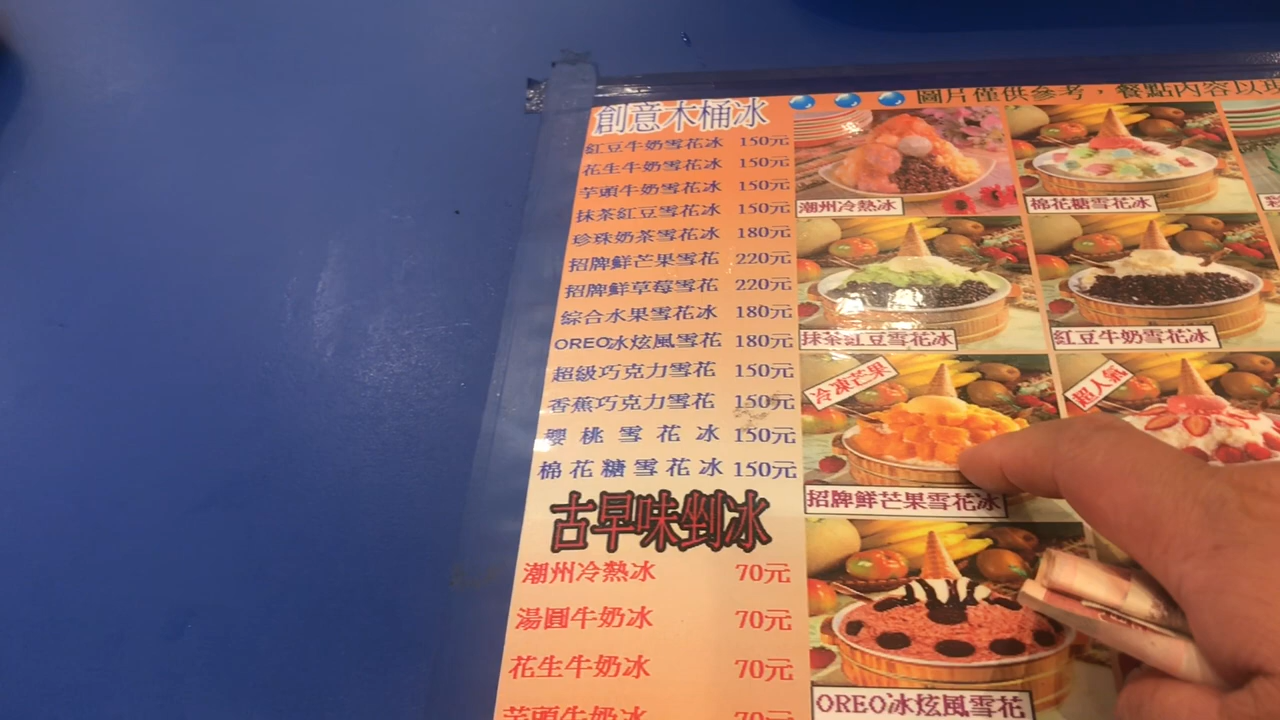 創意木桶冰
紅豆牛奶雪花冰 150元
花生牛奶雪花冰 150元
芋頭牛奶雪花冰 150元
抹茶紅豆雪花冰 150元
珍珠奶茶雪花冰 180元
招牌鮮芒果雪花 220元
招牌鮮草莓雪花 220元
綜合水果雪花冰 180元
OREO冰炫風雪花 180元
超級巧克力雪花 150元
香蕉巧克力雪花 150元
櫻桃雪花冰 150元
棉花糖雪花冰 150元
古早味剉冰
潮州冷熱冰 70元
湯圓牛奶冰 70元
花生牛奶冰 70元
芋頭牛奶冰 70元
圖片僅供參考,餐點內容以現
潮州冷熱冰
棉花糖雪花冰
抹茶紅豆雪花冰
紅豆牛奶雪花冰
冷凍芒果
超人氣
招牌鮮芒果雪花冰
OREO冰炫風雪花